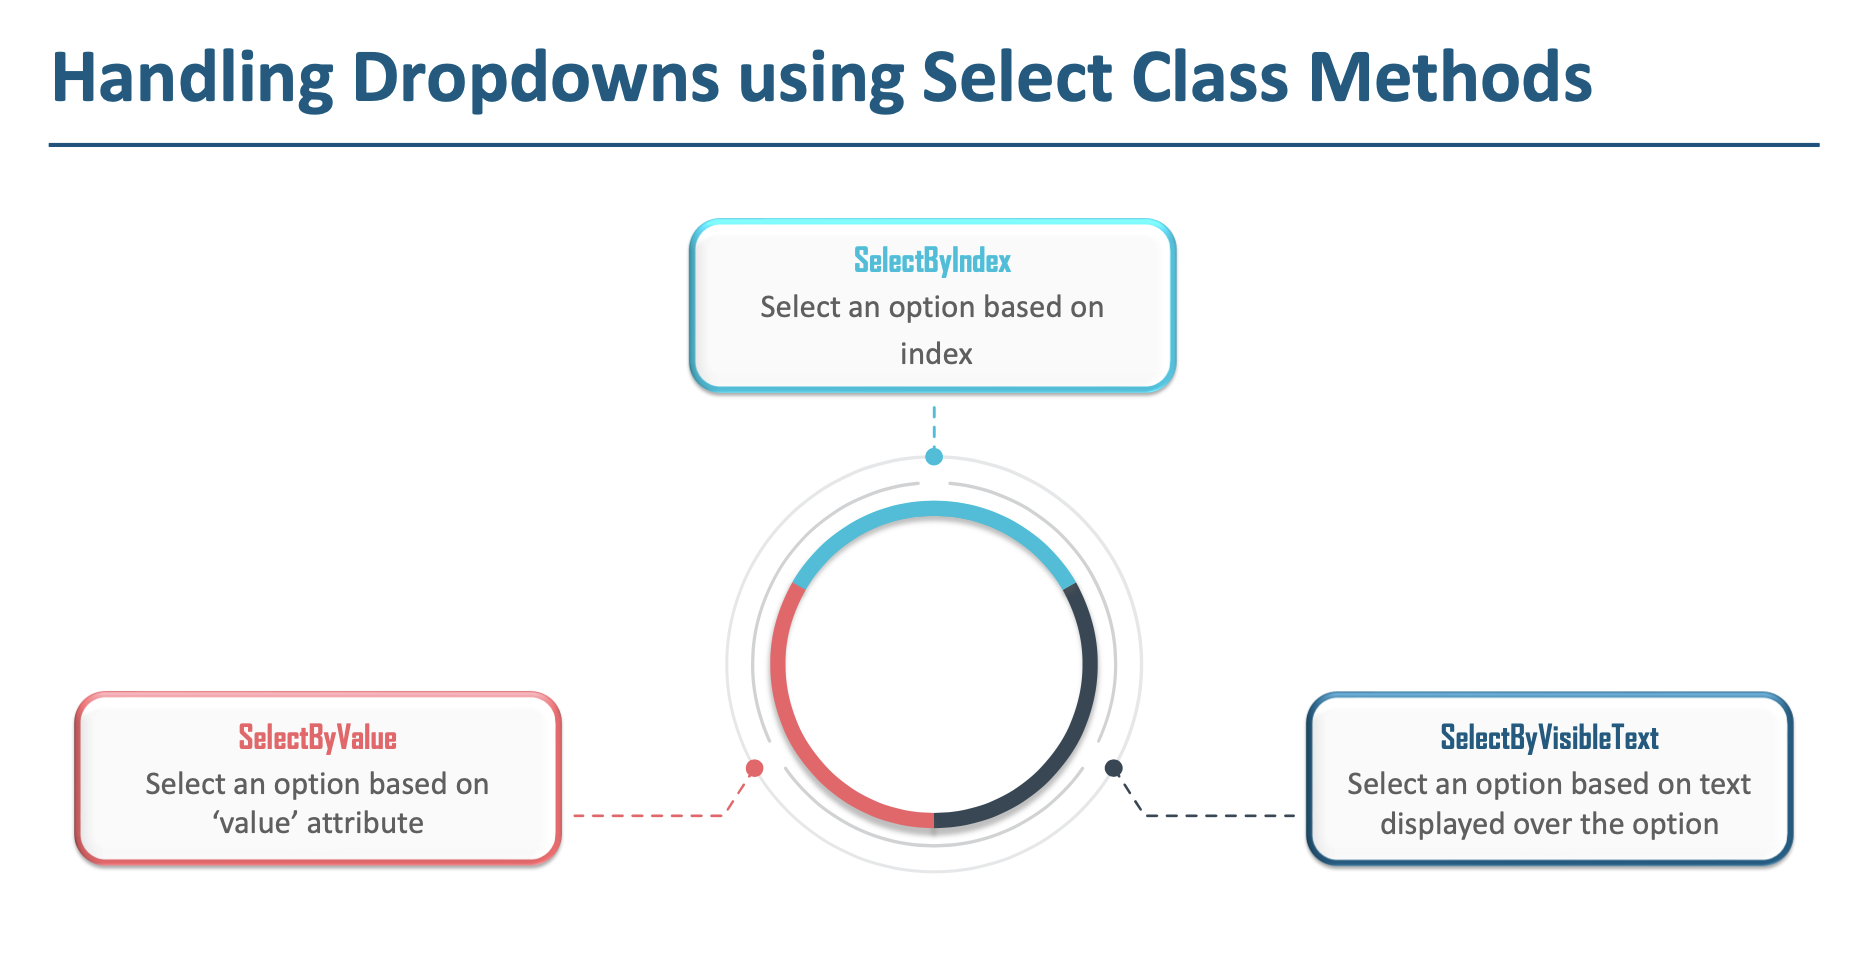 Handling Dropdowns using Select Class Methods
SelectByIndex
Select an option based on
index
SelectByValue
Select an option based on
‘value’ attribute
SelectByVisibleText
Select an option based on text
displayed over the option